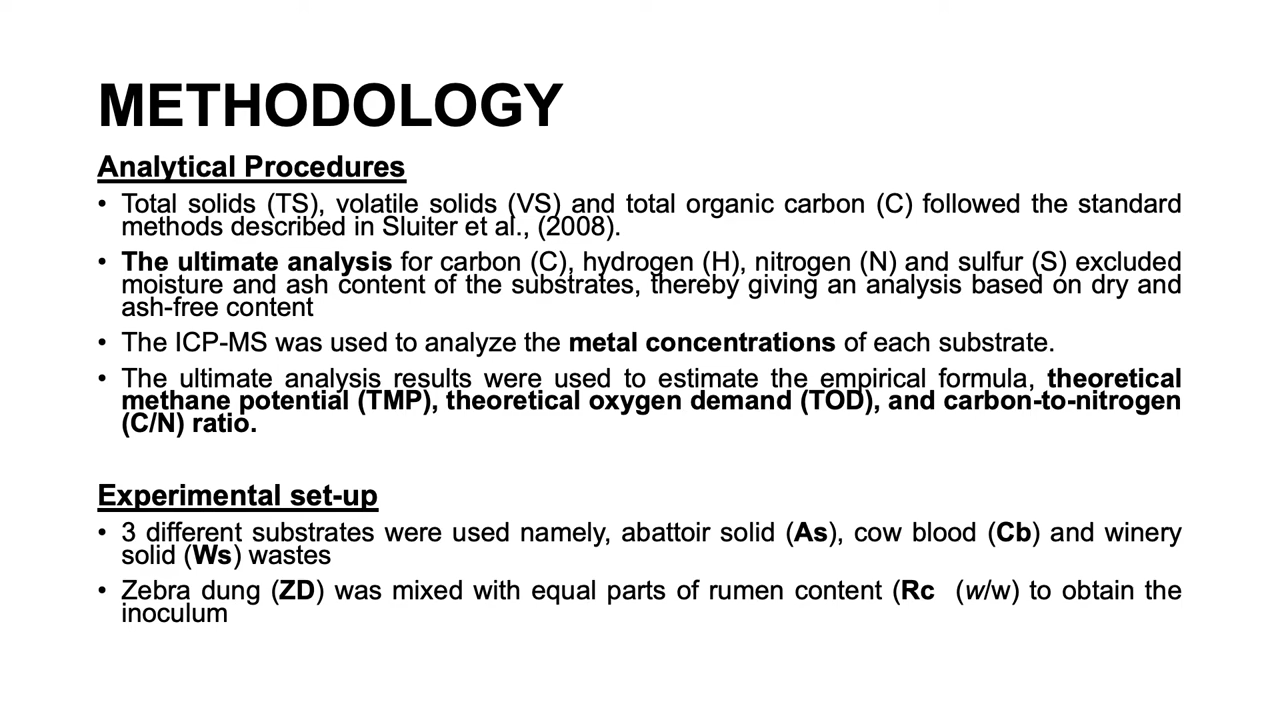 METHODOLOGY
Analytical Procedures
• Total solids (TS), volatile solids (VS) and total organic carbon (C) followed the standard
methods described in Sluiter et al., (2008).
• The ultimate analysis for carbon (C), hydrogen (H), nitrogen (N) and sulfur (S) excluded
moisture and ash content of the substrates, thereby giving an analysis based on dry and
ash-free content
• The ICP-MS was used to analyze the metal concentrations of each substrate.
• The ultimate analysis results were used to estimate the empirical formula, theoretical
methane potential (TMP), theoretical oxygen demand (TOD), and carbon-to-nitrogen
(C/N) ratio.
Experimental set-up
• 3 different substrates were used namely, abattoir solid (As), cow blood (Cb) and winery
solid (Ws) wastes
• Zebra dung (ZD) was mixed with equal parts of rumen content (Rc (w/w) to obtain the
inoculum